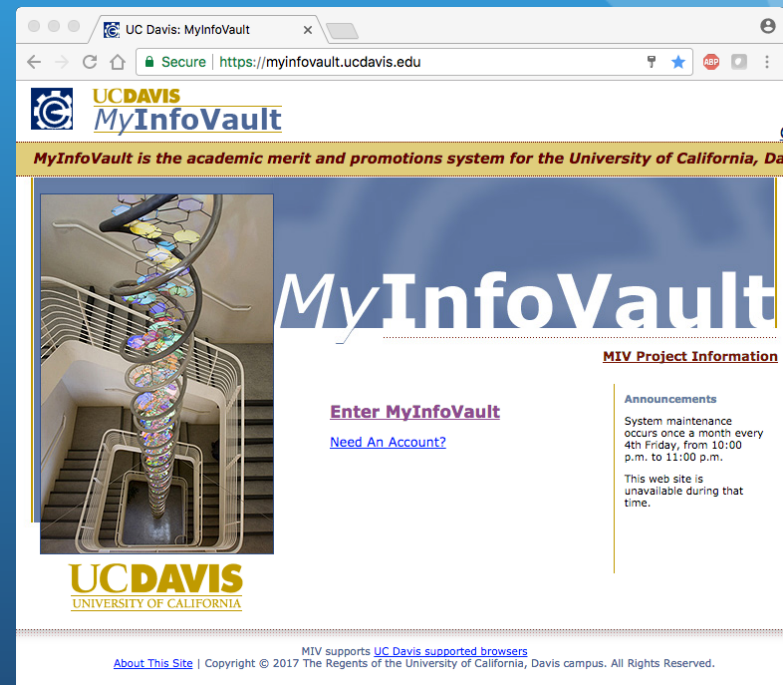 UC Davis: MyInfoVault
Secure | https://myinfovault.ucdavis.edu
ABP
UCDAVIS
MyInfoVault
MyInfoVault is the academic merit and promotions system for the University of California, Da
MyInfoVault
MIV Project Information
Enter MyInfoVault
Need An Account?
Announcements
System maintenance
occurs once a month every
4th Friday, from 10:00
p.m. to 11:00 p.m.
This web site is
unavailable during that
time.
UCDAVIS
UNIVERSITY OF CALIFORNIA
MIV supports UC Davis supported browsers
About This Site | Copyright © 2017 The Regents of the University of California, Davis campus. All Rights Reserved.